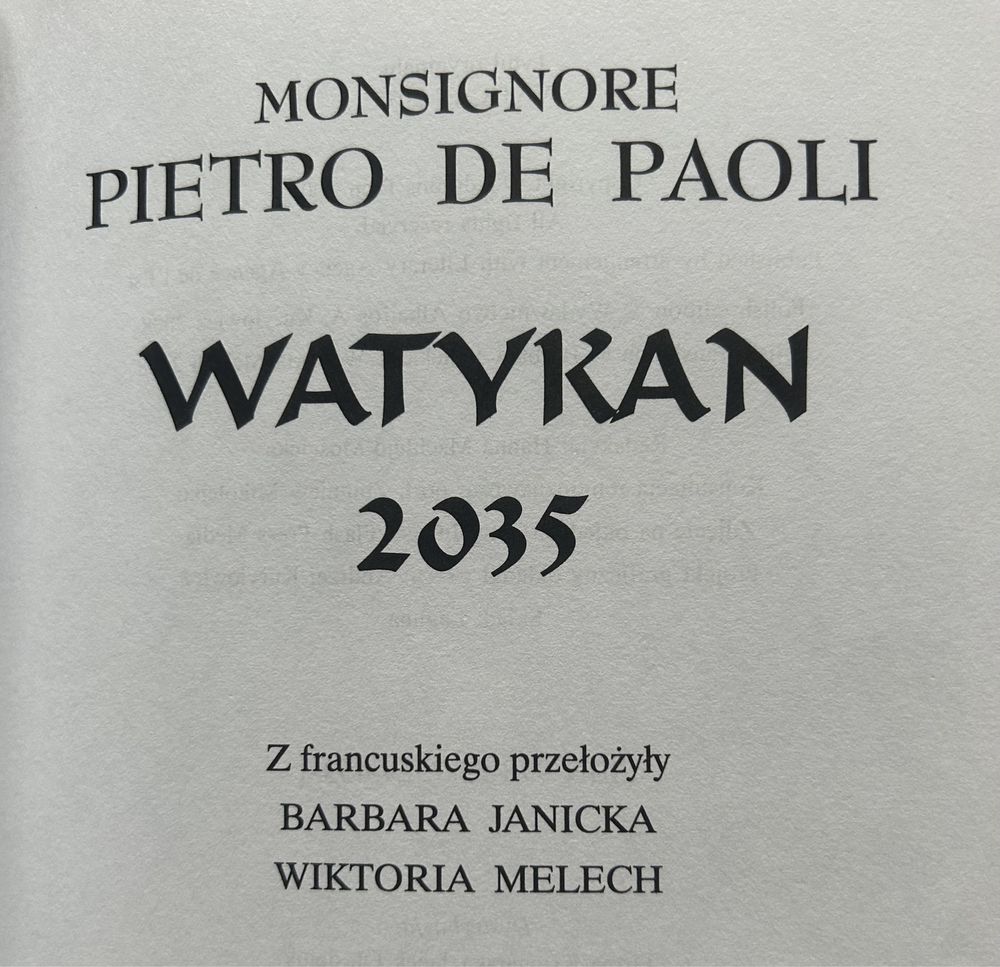 MONSIGNORE
PIETRO DE PAOLI
WATYKAN
2035
Z francuskiego przełożyły
BARBARA JANICKA
WIKTORIA MELECH